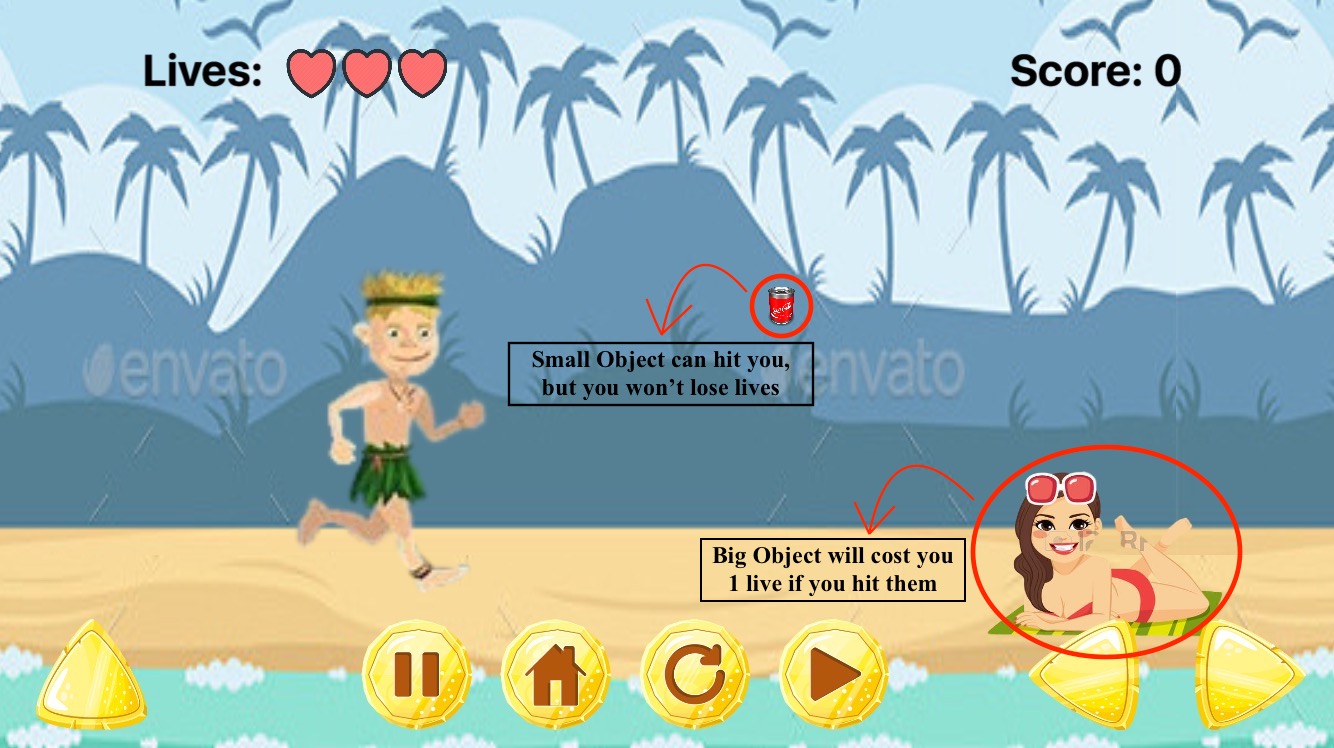 Lives:
Score: 0
Small Object can hit you,
but you won’t lose lives
envato
envato
Big Object will cost you
1 live if you hit them